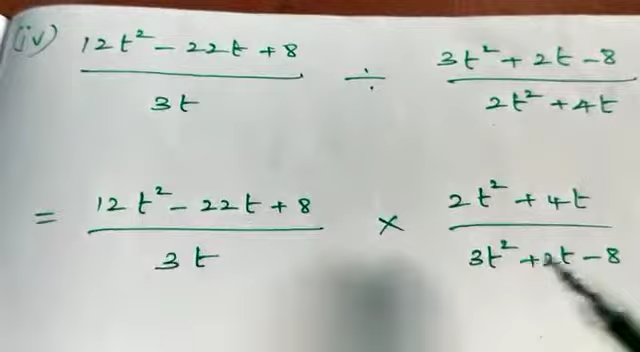 (iv) 12t² - 22t + 8 / 3t ÷ 3t² + 2t - 8 / 2t² + 4t
= 12t² - 22t + 8 / 3t × 2t² + 4t / 3t² + 2t - 8